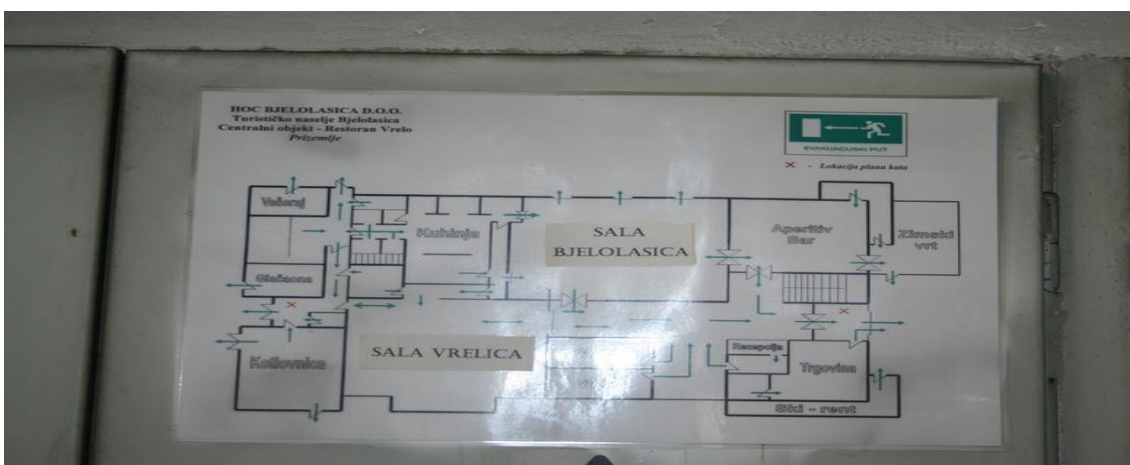 HOC BJELOLASICA D.O.O.
Turističko naselje Bjelolasica
Centralni objekt - Restoran Vrelo
Prizemlje
EVAKUACIJSKI PUT
× - Lokacija plana kata
Vešeraj
Kuhinja
SALA
BJELOLASICA
Aperitiv
Bar
Zimski
vrt
Glačaona
Kotlovnica
SALA VRELICA
Recepcija
Trgovina
Ski - rent